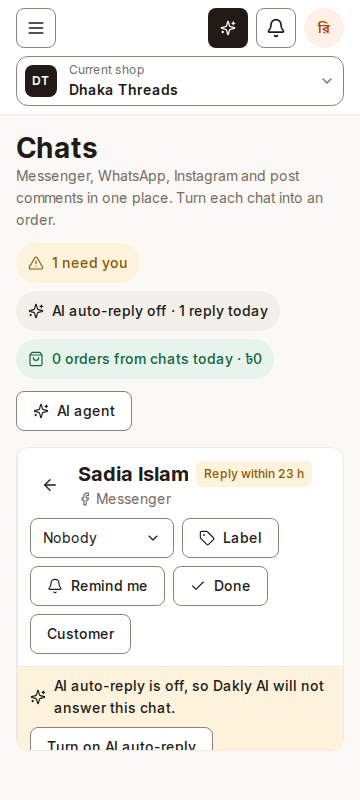 রি
DT
Current shop
Dhaka Threads
Chats
Messenger, WhatsApp, Instagram and post
comments in one place. Turn each chat into an
order.
1 need you
AI auto-reply off · 1 reply today
0 orders from chats today · ৳0
AI agent
Sadia Islam
Reply within 23 h
Messenger
Nobody
Label
Remind me
Done
Customer
AI auto-reply is off, so Dakly AI will not
answer this chat.
Turn on AI auto-reply